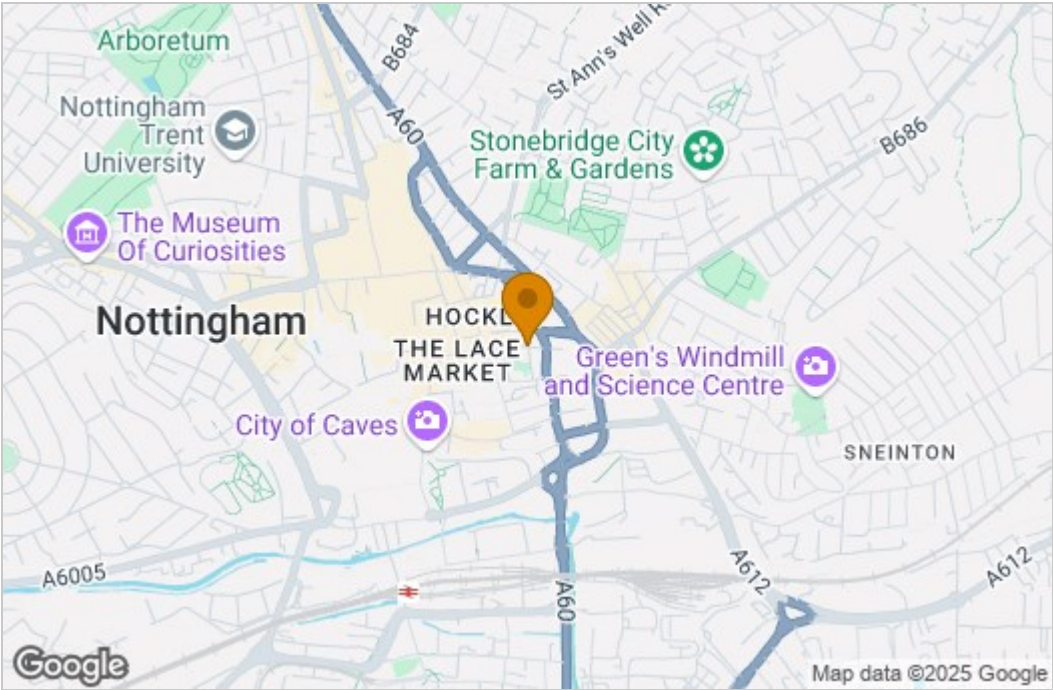 Arboretum
B684
St Ann's Well
A60
Nottingham
Trent
University
Stonebridge City
Farm & Gardens
B686
The Museum
Of Curiosities
Nottingham
HOCKL
THE LACE
MARKET
Green's Windmill
and Science Centre
City of Caves
SNEINTON
A6005
A60
A612
A612
Google
Map data ©2025 Google